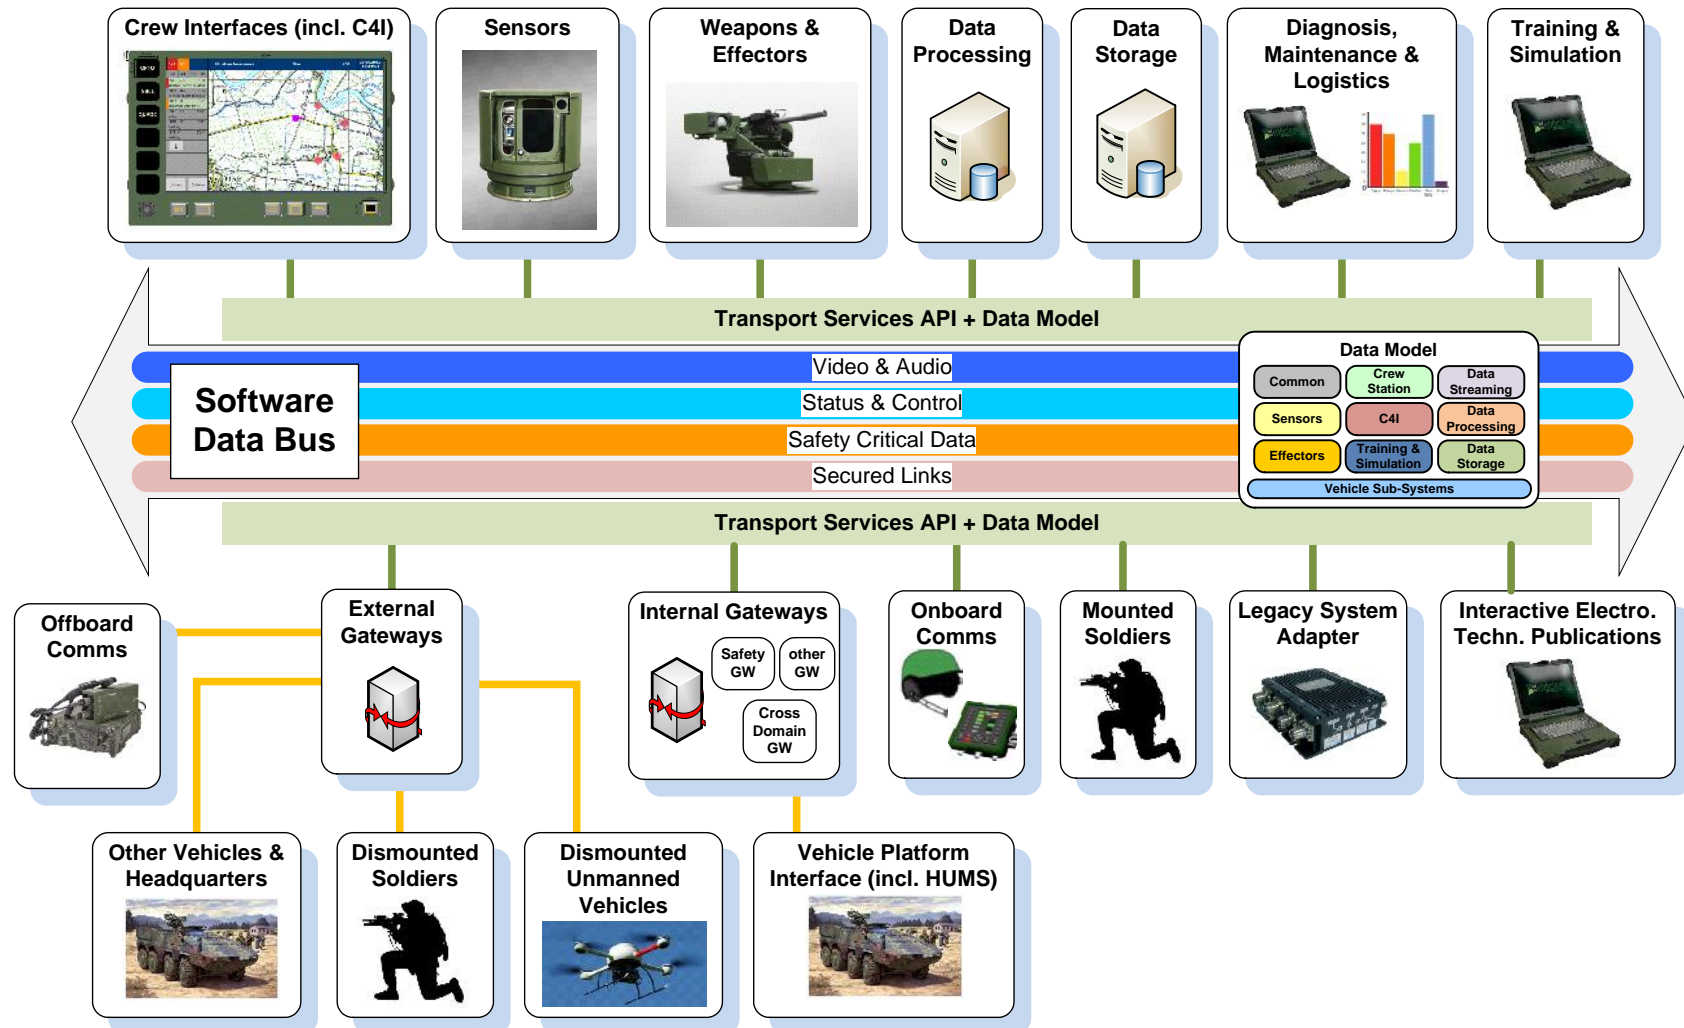 Crew Interfaces (incl. C4I)
Sensors
Weapons &
Effectors
Data
Processing
Data
Storage
Diagnosis,
Maintenance &
Logistics
Training &
Simulation
Transport Services API + Data Model
Software
Data Bus
Video & Audio
Status & Control
Safety Critical Data
Secured Links
Data Model
Common
Crew
Station
Data
Streaming
Sensors
C4I
Data
Processing
Effectors
Training &
Simulation
Data
Storage
Vehicle Sub-Systems
Transport Services API + Data Model
Offboard
Comms
External
Gateways
Internal Gateways
Safety
GW
other
GW
Cross
Domain
GW
Onboard
Comms
Mounted
Soldiers
Legacy System
Adapter
Interactive Electro.
Techn. Publications
Other Vehicles &
Headquarters
Dismounted
Soldiers
Dismounted
Unmanned
Vehicles
Vehicle Platform
Interface (incl. HUMS)